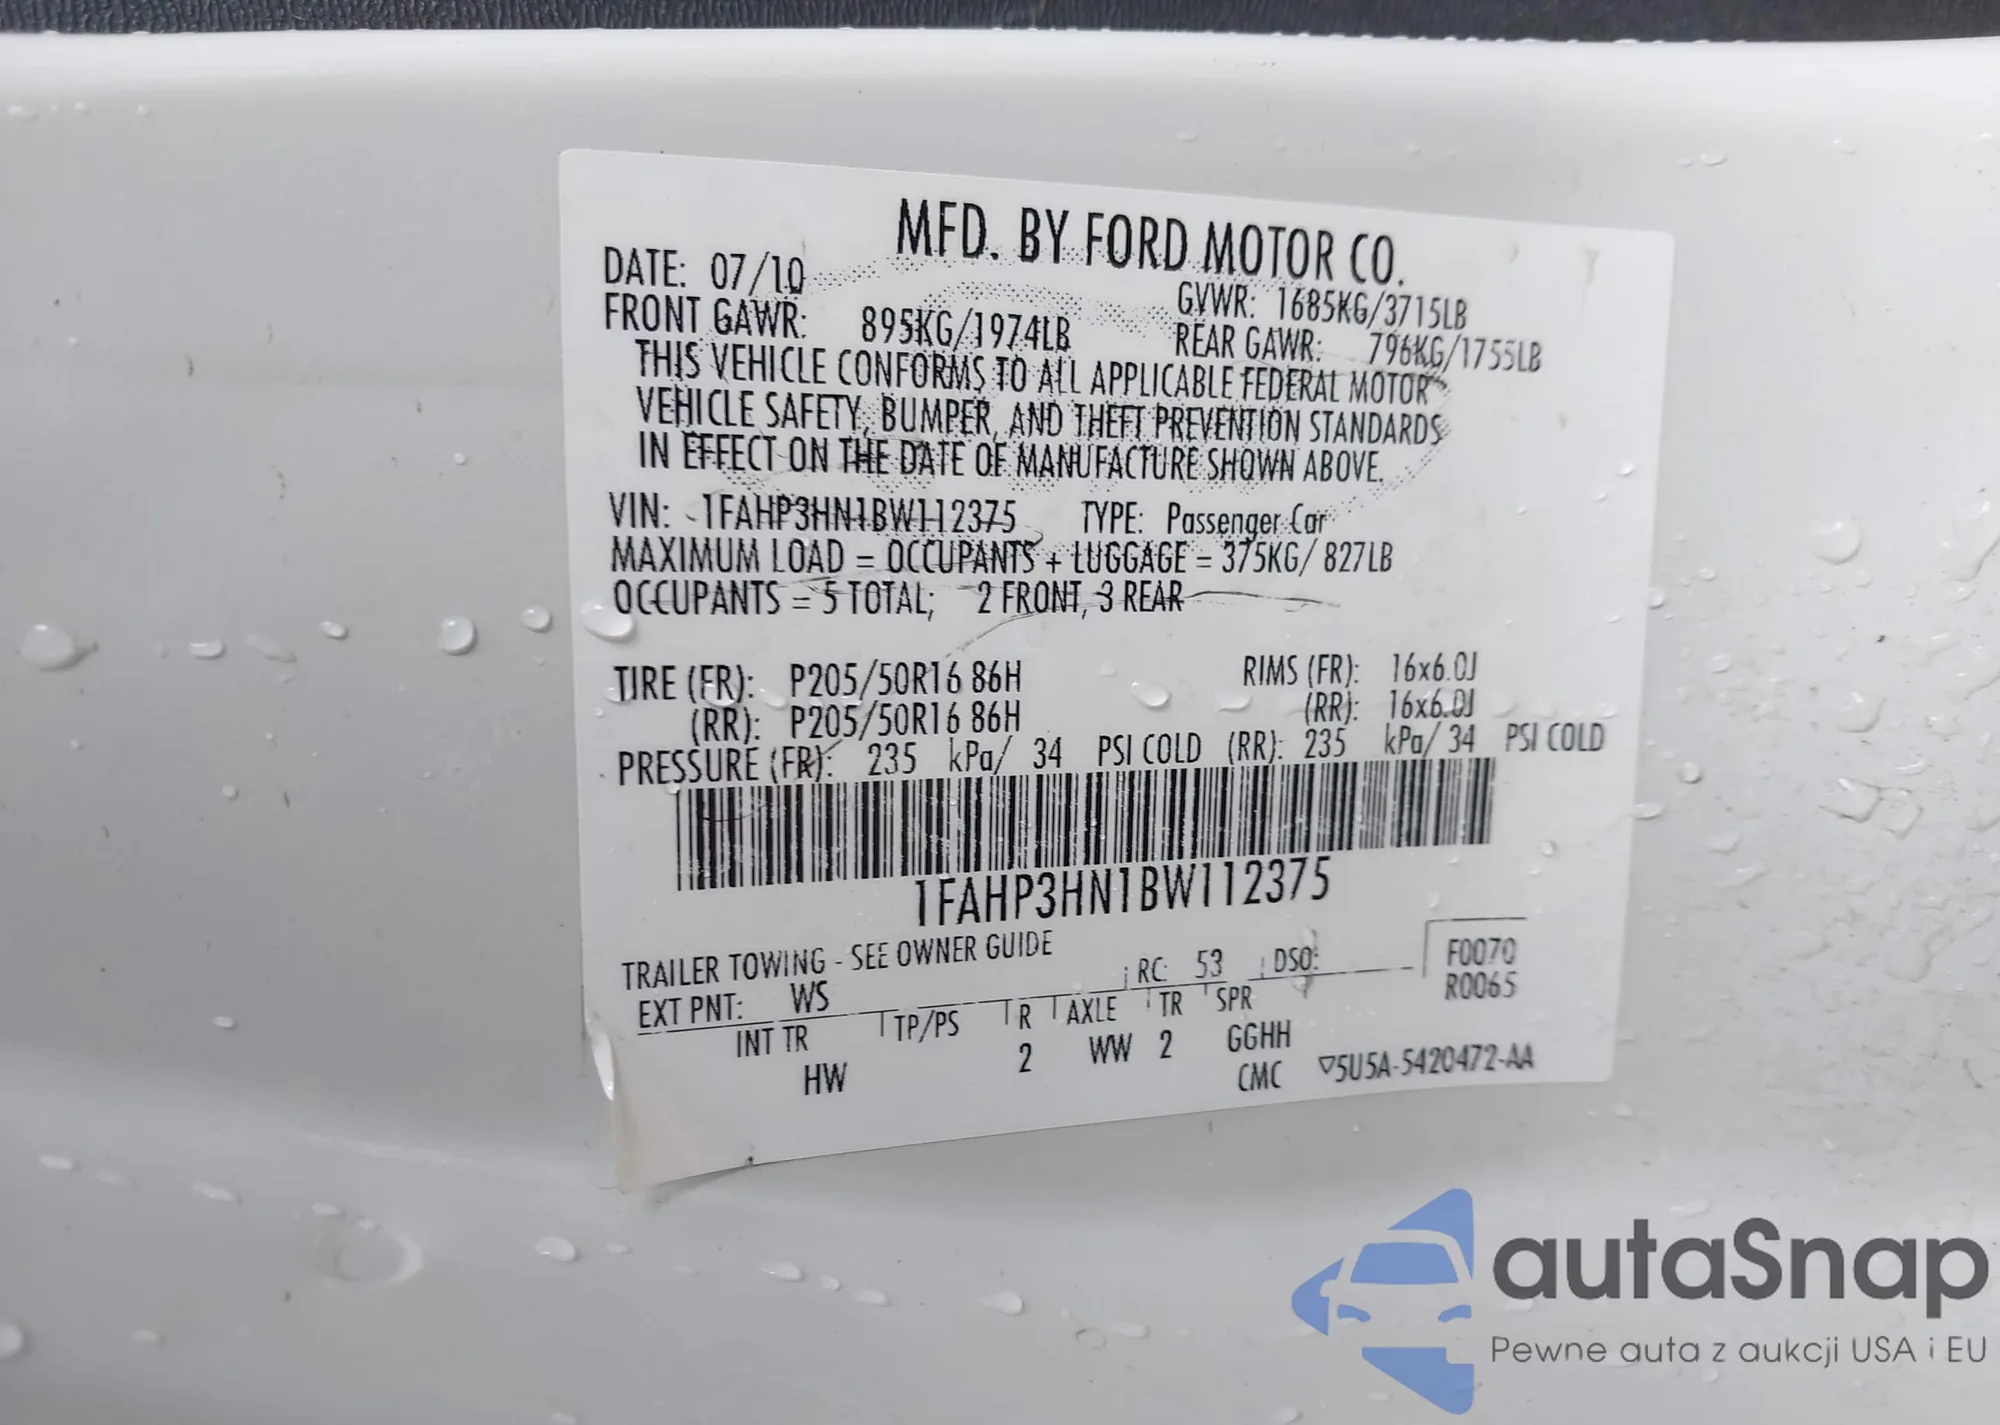 MFD. BY FORD MOTOR CO.
DATE: 07/10
GVWR: 1685KG/3715LB
FRONT GAWR: 895KG/1974LB
REAR GAWR: 796KG/1755LB
THIS VEHICLE CONFORMS TO ALL APPLICABLE FEDERAL MOTOR
VEHICLE SAFETY, BUMPER, AND THEFT PREVENTION STANDARDS
IN EFFECT ON THE DATE OF MANUFACTURE SHOWN ABOVE.
VIN: 1FAHP3HN1BW112375 TYPE: Passenger Car
MAXIMUM LOAD = OCCUPANTS + LUGGAGE = 375KG/ 827LB
OCCUPANTS = 5 TOTAL; 2 FRONT, 3 REAR
TIRE (FR): P205/50R16 86H RIMS (FR): 16x6.0J
(RR): P205/50R16 86H (RR): 16x6.0J
PRESSURE (FR): 235 kPa/ 34 PSI COLD (RR): 235 kPa/ 34 PSI COLD
1FAHP3HN1BW112375
TRAILER TOWING - SEE OWNER GUIDE
EXT PNT: WS RC: 53 DSO:
F0070
R0065
INT TR TP/PS R AXLE TR SPR
HW 2 WW 2 GGHH
CMC ▽5U5A-5420472-AA
autaSnap
Pewne auta z aukcji USA i EU